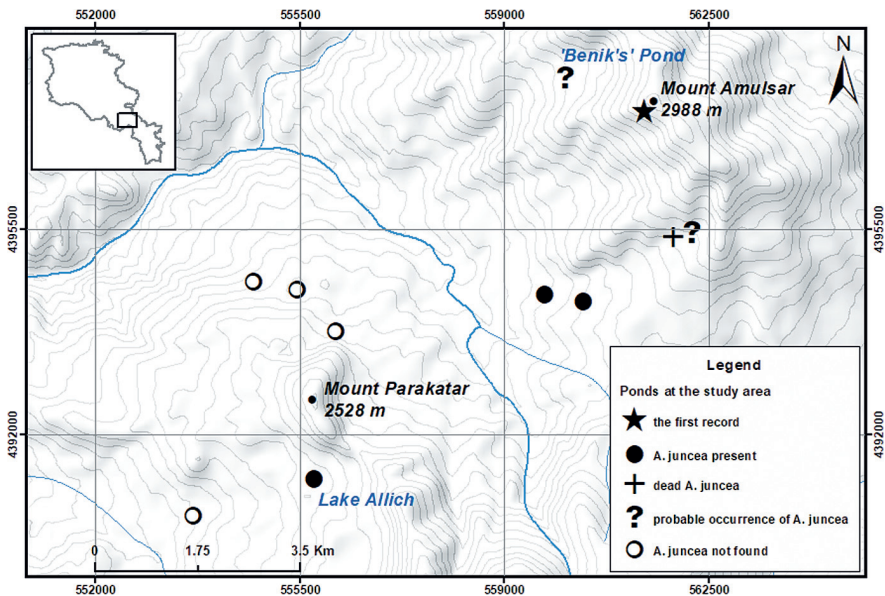 552000 555500 559000 562500
N
'Benik's' Pond
?
Mount Amulsar
2988 m
4395500 4395500
?
Mount Parakatar
2528 m
4392000 4392000
Lake Allich
0 1.75 3.5 Km
Legend
Ponds at the study area
the first record
A. juncea present
dead A. juncea
? probable occurrence of A. juncea
A. juncea not found
552000 555500 559000 562500